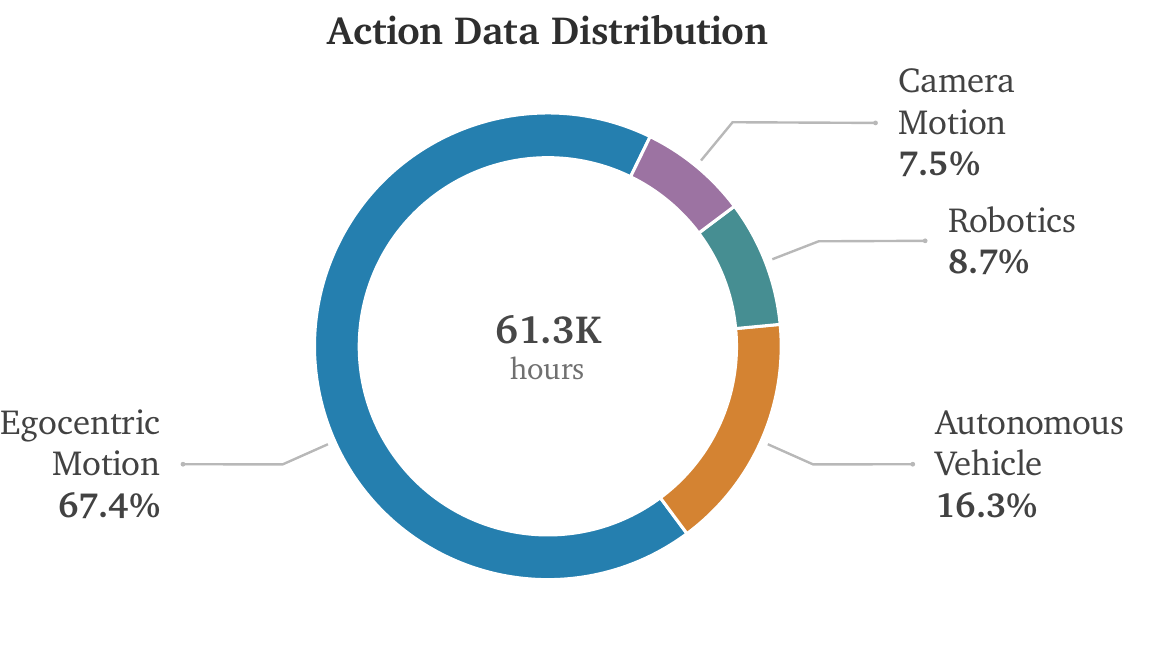 Action Data Distribution
Camera
Motion
7.5%
Robotics
8.7%
61.3K
hours
Egocentric
Motion
67.4%
Autonomous
Vehicle
16.3%